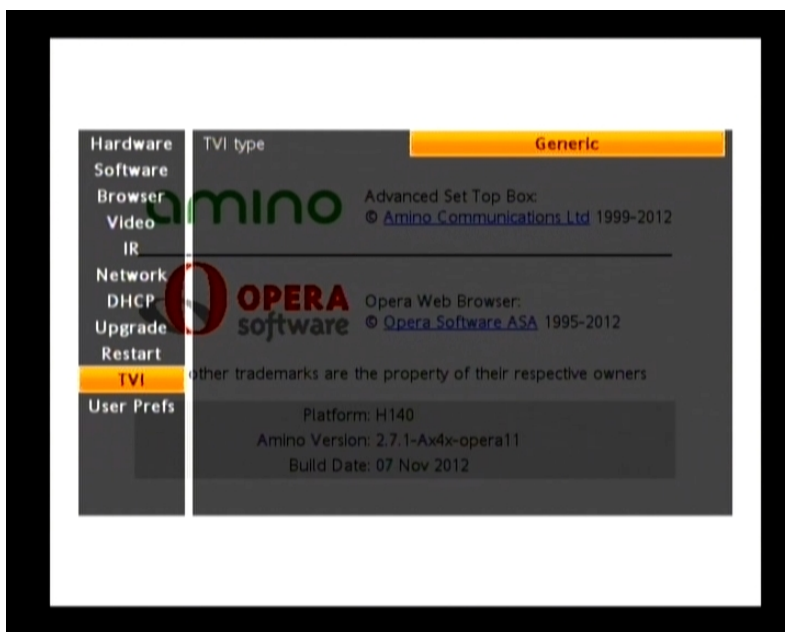 Hardware
Software
Browser
Video
IR
Network
DHCP
Upgrade
Restart
TVI
User Prefs
TVI type
Generic
amino
Advanced Set Top Box:
© Amino Communications Ltd 1999-2012
OPERA
software
Opera Web Browser:
© Opera Software ASA 1995-2012
other trademarks are the property of their respective owners
Platform: H140
Amino Version: 2.7.1-Ax4x-opera11
Build Date: 07 Nov 2012